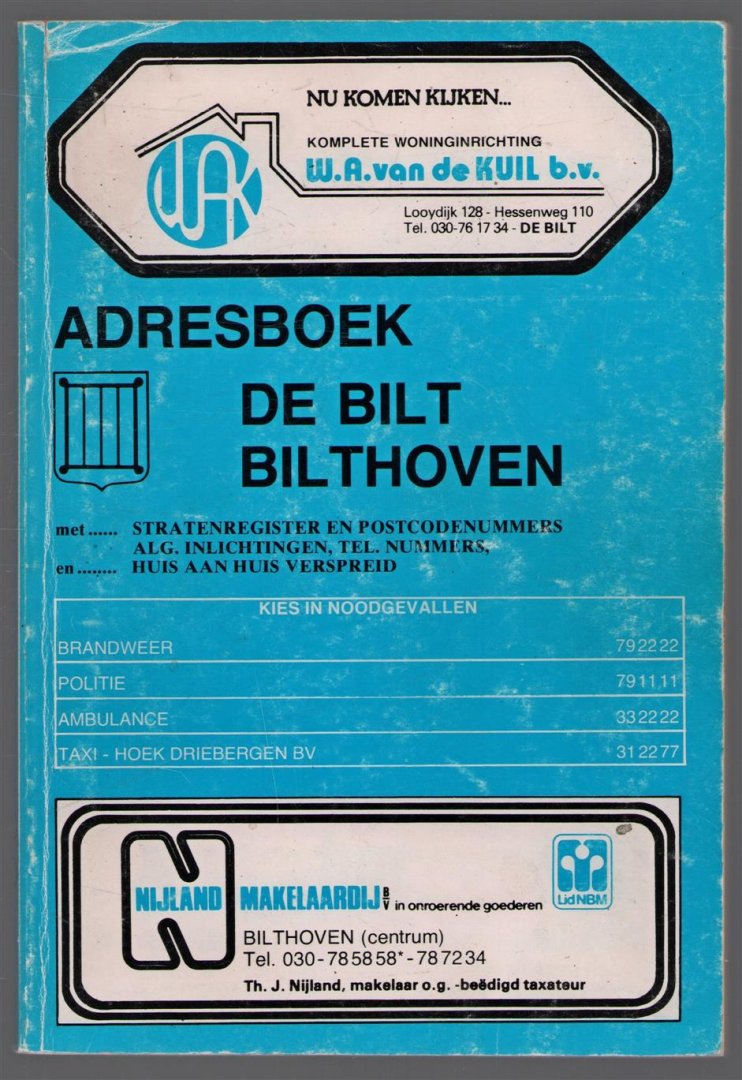 NU KOMEN KIJKEN...
WAK
KOMPLETE WONINGINRICHTING
W.A. van de KUIL b.v.
Looydijk 128 - Hessenweg 110
Tel. 030-76 17 34 - DE BILT
ADRESBOEK
DE BILT
BILTHOVEN
met ...... STRATENREGISTER EN POSTCODENUMMERS
ALG. INLICHTINGEN, TEL. NUMMERS,
en ........ HUIS AAN HUIS VERSPREID
KIES IN NOODGEVALLEN
BRANDWEER 79 22 22
POLITIE 79 11 11
AMBULANCE 33 22 22
TAXI - HOEK DRIEBERGEN BV 31 22 77
N
NIJLAND MAKELAARDIJ B/V in onroerende goederen
Lid NBM
BILTHOVEN (centrum)
Tel. 030-78 58 58*-78 72 34
Th. J. Nijland, makelaar o.g. -beëdigd taxateur